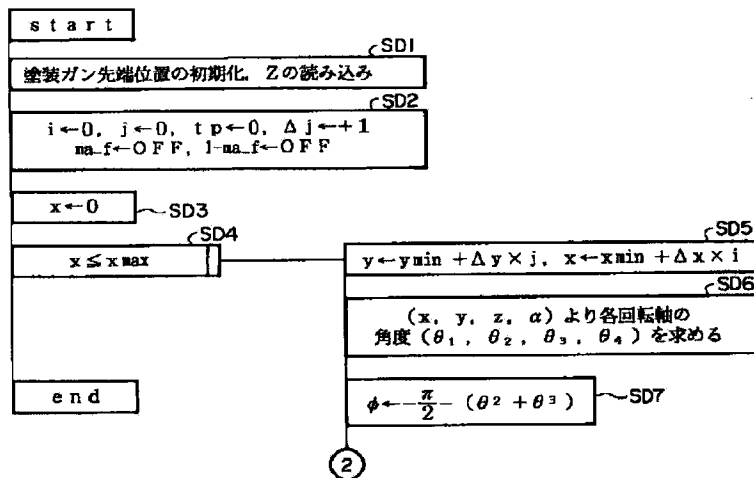 start
SD1
塗装ガン先端位置の初期化, Zの読み込み
SD2
i←0, j←0, tp←0, Δj←+1
ma_f←OFF, l-ma_f←OFF
x←0
SD3
SD4
x≦xmax
SD5
y←ymin+Δy×j, x←xmin+Δx×i
SD6
(x, y, z, α)より各回転軸の
角度(θ₁, θ₂, θ₃, θ₄)を求める
end
φ←-π/2-(θ²+θ³)
SD7
2